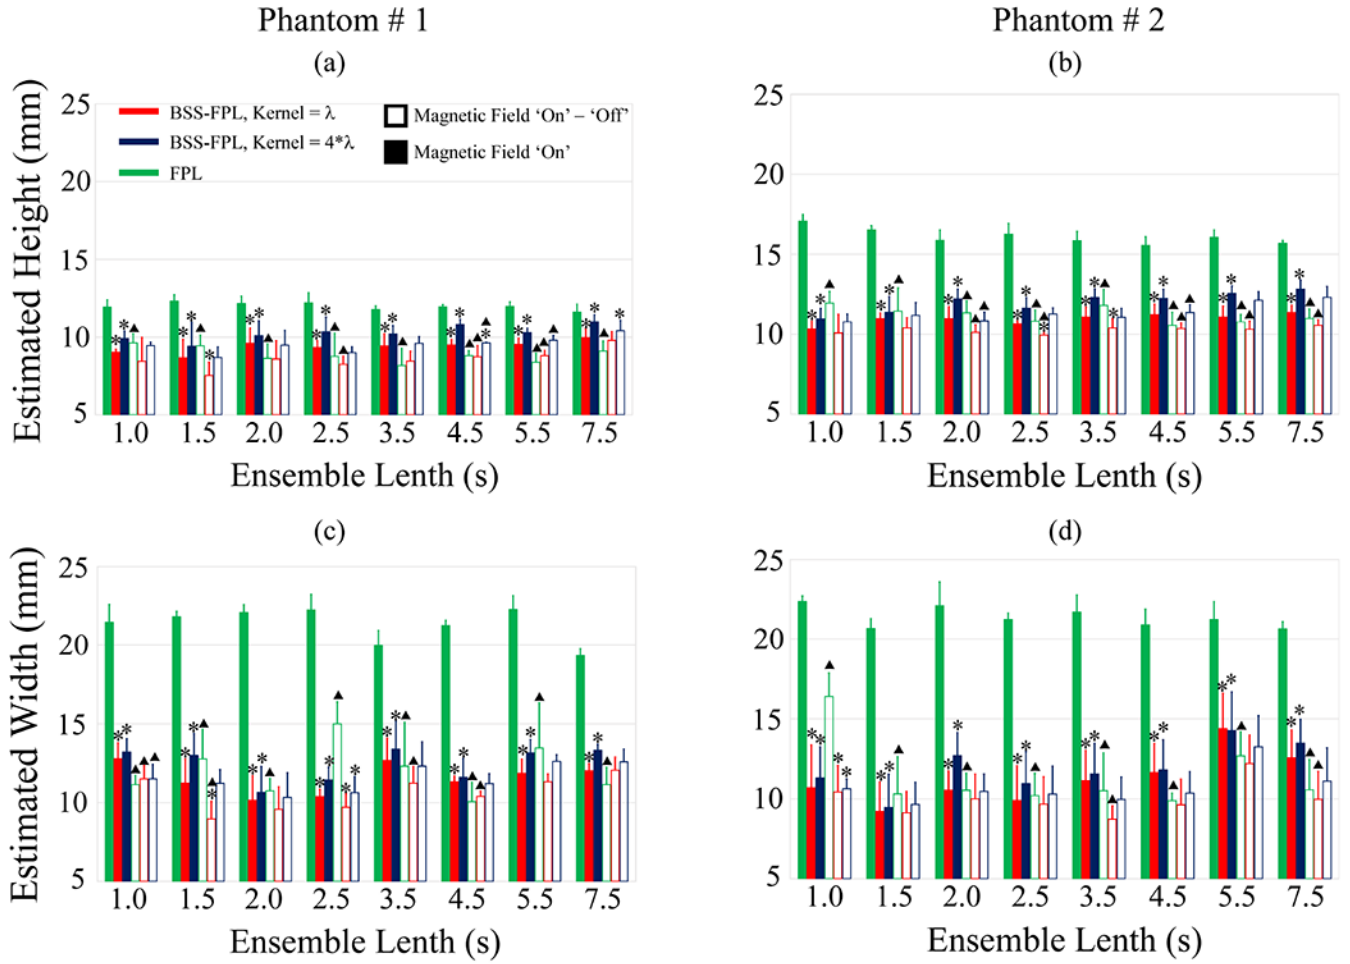 Phantom # 1
Phantom # 2
(a)
(b)
Estimated Height (mm)
25
20
15
10
5
BSS-FPL, Kernel = λ
BSS-FPL, Kernel = 4*λ
FPL
Magnetic Field ‘On’ – ‘Off’
Magnetic Field ‘On’
1.0 1.5 2.0 2.5 3.5 4.5 5.5 7.5
Ensemble Lenth (s)
25
20
15
10
5
1.0 1.5 2.0 2.5 3.5 4.5 5.5 7.5
Ensemble Lenth (s)
(c)
(d)
Estimated Width (mm)
25
20
15
10
5
1.0 1.5 2.0 2.5 3.5 4.5 5.5 7.5
Ensemble Lenth (s)
25
20
15
10
5
1.0 1.5 2.0 2.5 3.5 4.5 5.5 7.5
Ensemble Lenth (s)